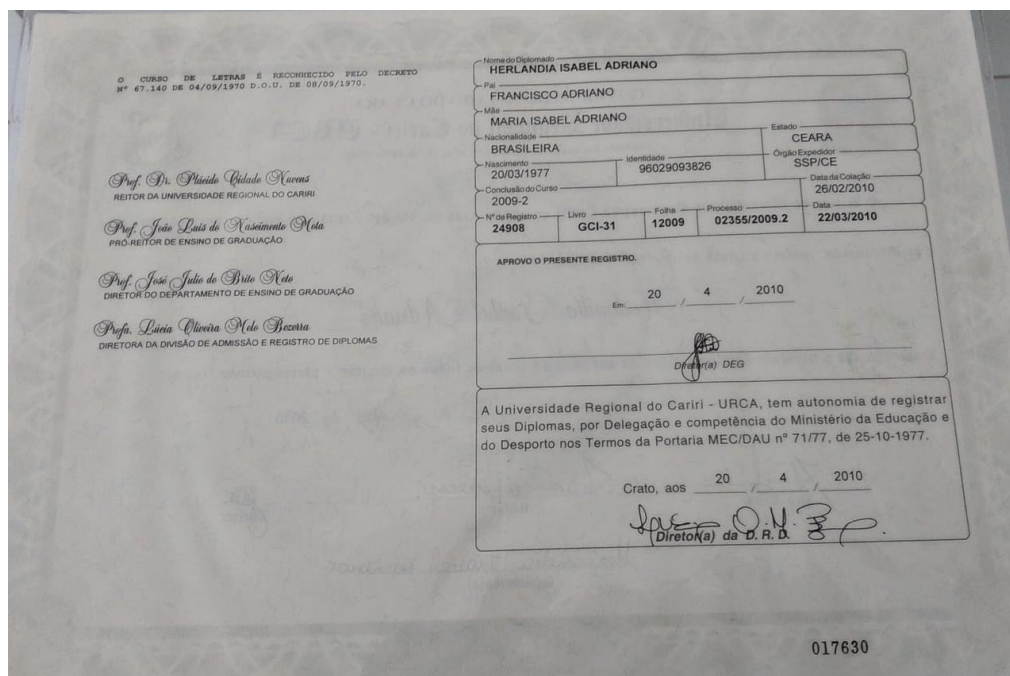 O CURSO DE LETRAS É RECONHECIDO PELO DECRETO
Nº 67.140 DE 04/09/1970 D.O.U. DE 08/09/1970.
Prof. Dr. Plácido Cidade Nuvens
REITOR DA UNIVERSIDADE REGIONAL DO CARIRI
Prof. João Luis do Nascimento Mota
PRÓ-REITOR DE ENSINO DE GRADUAÇÃO
Prof. José Julio de Brito Neto
DIRETOR DO DEPARTAMENTO DE ENSINO DE GRADUAÇÃO
Profa. Lúcia Oliveira Melo Bezerra
DIRETORA DA DIVISÃO DE ADMISSÃO E REGISTRO DE DIPLOMAS
Nome do Diplomado
HERLANDIA ISABEL ADRIANO
Pai
FRANCISCO ADRIANO
Mãe
MARIA ISABEL ADRIANO
Nacionalidade Estado
BRASILEIRA CEARA
Nascimento Identidade Órgão Expedidor
20/03/1977 96029093826 SSP/CE
Conclusão do Curso Data da Colação
2009-2 26/02/2010
Nº de Registro Livro Folha Processo Data
24908 GCI-31 12009 02355/2009.2 22/03/2010
APROVO O PRESENTE REGISTRO.
Em: 20 / 4 / 2010
Diretor(a) DEG
A Universidade Regional do Cariri - URCA, tem autonomia de registrar
seus Diplomas, por Delegação e competência do Ministério da Educação e
do Desporto nos Termos da Portaria MEC/DAU nº 71/77, de 25-10-1977.
Crato, aos 20 / 4 / 2010
Diretor(a) da D. R. D.
017630